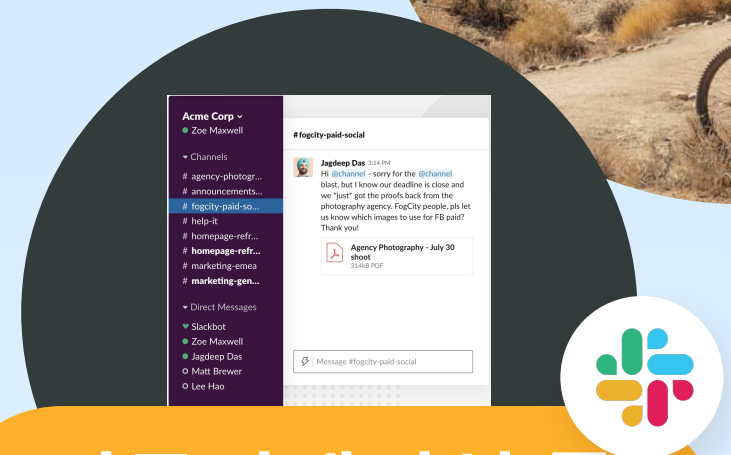 Acme Corp
Zoe Maxwell
Channels
# agency-photogr...
# announcements...
# fogcity-paid-so...
# help-it
# homepage-refr...
# homepage-refr...
# marketing-emea
# marketing-gen...
Direct Messages
Slackbot
Zoe Maxwell
Jagdeep Das
Matt Brewer
Lee Hao
#fogcity-paid-social
Jagdeep Das 3:14 PM
Hi @channel - sorry for the @channel
blast, but I know our deadline is close and
we *just* got the proofs back from the
photography agency. FogCity people, pls let
us know which images to use for FB paid?
Thank you!
Agency Photography - July 30
shoot
314kB PDF
Message #fogcity-paid-social